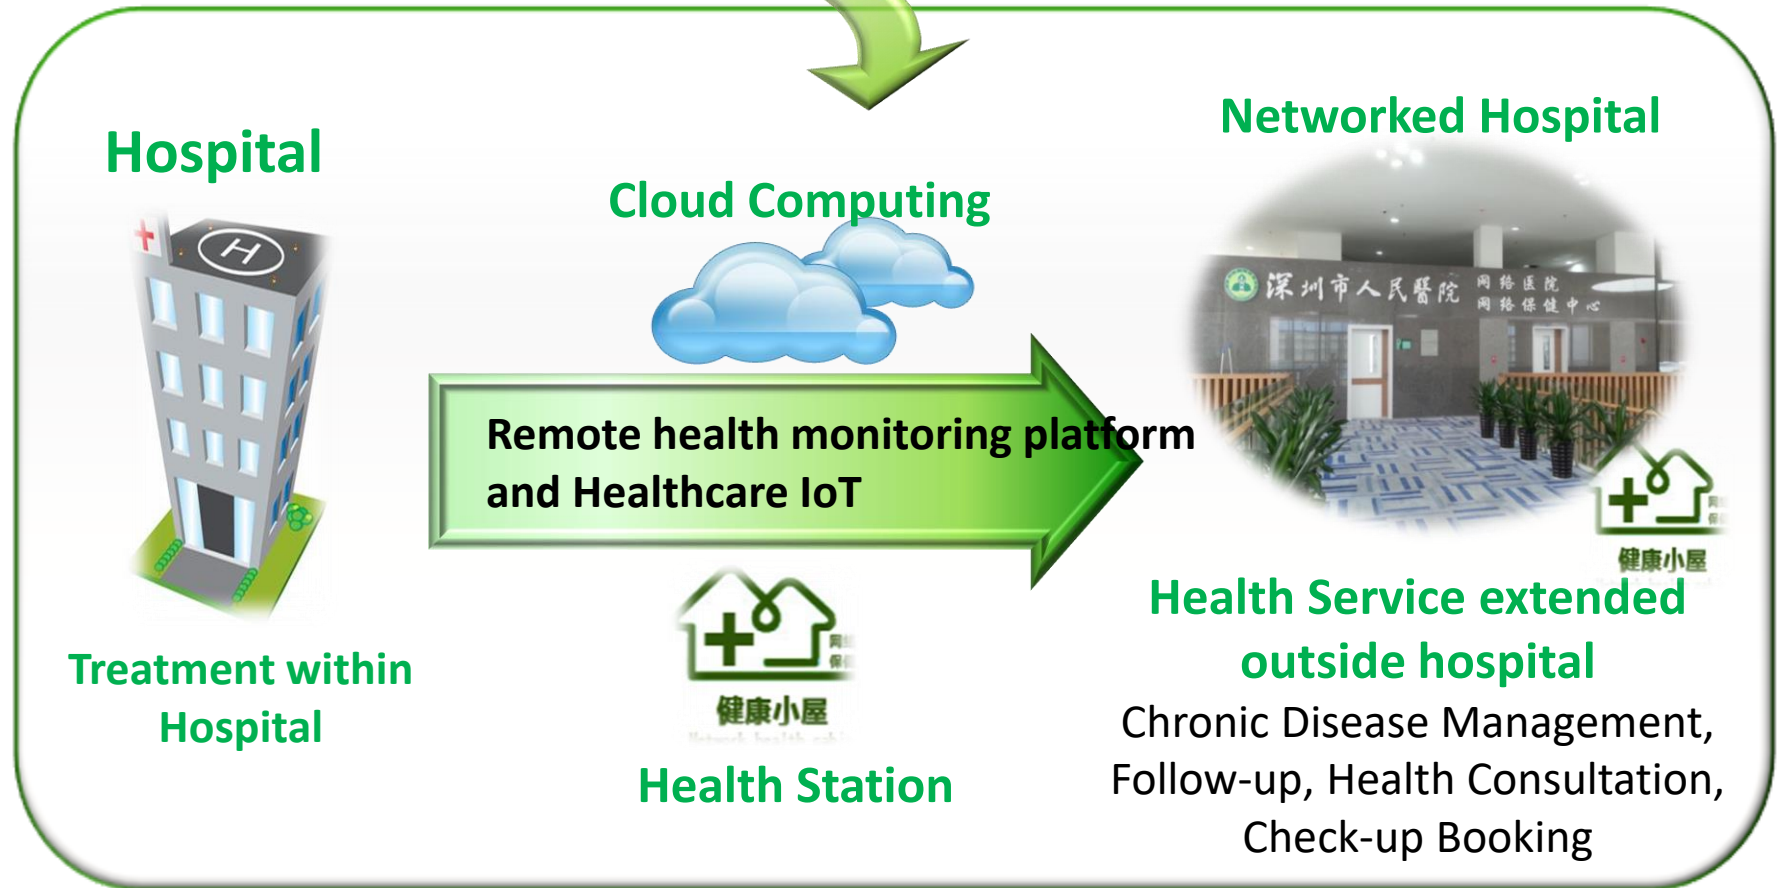 Hospital
Treatment within
Hospital
Cloud Computing
Remote health monitoring platform
and Healthcare IoT
健康小屋
Health Station
Networked Hospital
深圳市人民醫院
网络医院
网络保健中心
健康小屋
Health Service extended
outside hospital
Chronic Disease Management,
Follow-up, Health Consultation,
Check-up Booking
H